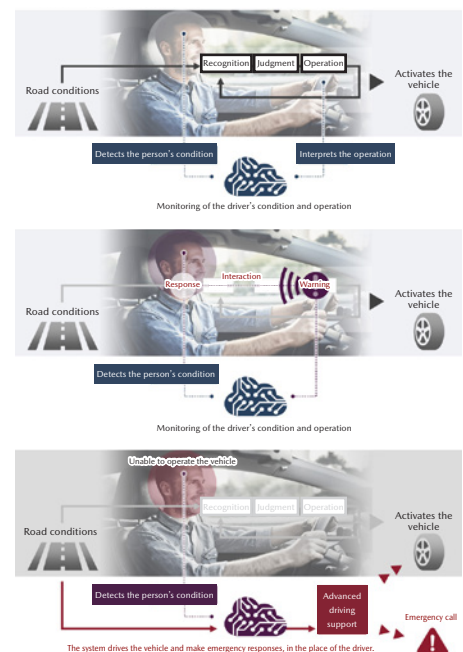 Recognition Judgment Operation
Road conditions
Activates the
vehicle
Detects the person's condition
Interprets the operation
Monitoring of the driver's condition and operation
Interaction
Response
Warning
Road conditions
Activates the
vehicle
Detects the person's condition
Monitoring of the driver's condition and operation
Unable to operate the vehicle
Recognition Judgment Operation
Road conditions
Activates the
vehicle
Detects the person's condition
Advanced
driving
support
Emergency call
The system drives the vehicle and make emergency responses, in the place of the driver.